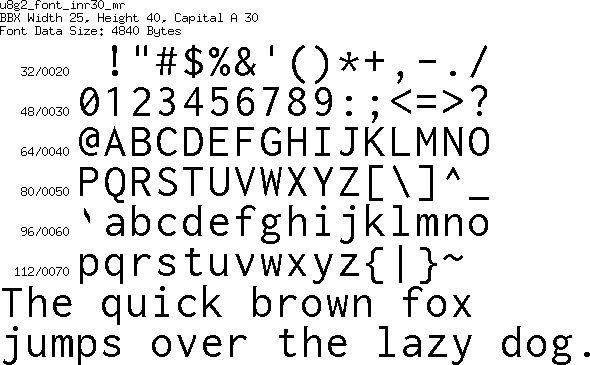 u8g2_font_inr30_mr
BBX Width 25, Height 40, Capital A 30
Font Data Size: 4840 Bytes
32/0020 !"#$%&'()*+,-./
48/0030 0123456789:;<=>?
64/0040 @ABCDEFGHIJKLMNO
80/0050 PQRSTUVWXYZ[\]^_
96/0060 `abcdefghijklmno
112/0070 pqrstuvwxyz{|}~
The quick brown fox
jumps over the lazy dog.